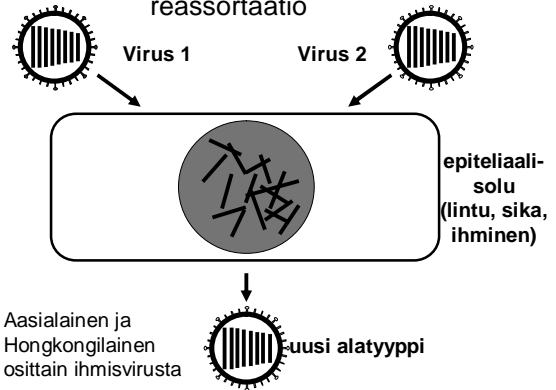 reassortaatio
Virus 1
Virus 2
epiteliaali-
solu
(lintu, sika,
ihminen)
Aasialainen ja
Hongkongilainen
osittain ihmisvirusta
uusi alatyyppi